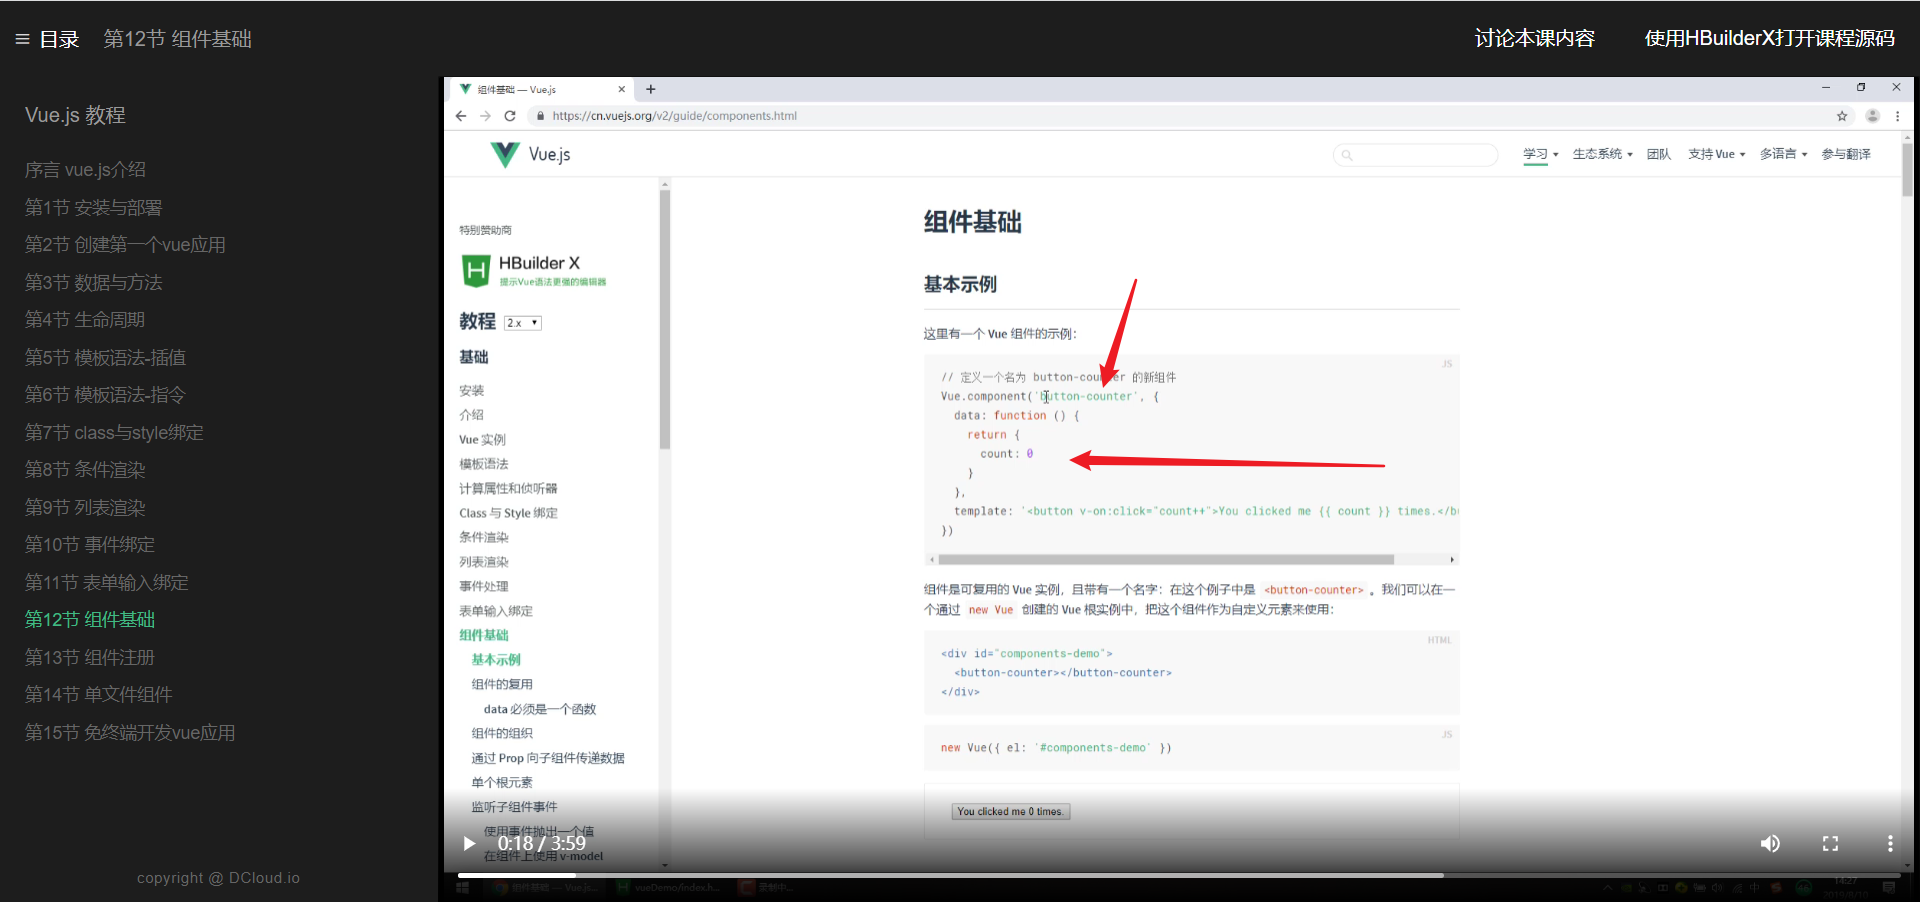 目录 第12节 组件基础
讨论本课内容 使用HBuilderX打开课程源码
Vue.js 教程
序言 vue.js介绍
第1节 安装与部署
第2节 创建第一个vue应用
第3节 数据与方法
第4节 生命周期
第5节 模板语法-插值
第6节 模板语法-指令
第7节 class与style绑定
第8节 条件渲染
第9节 列表渲染
第10节 事件绑定
第11节 表单输入绑定
第12节 组件基础
第13节 组件注册
第14节 单文件组件
第15节 免终端开发vue应用
copyright @ DCloud.io
组件基础 — Vue.js
https://cn.vuejs.org/v2/guide/components.html
Vue.js
学习 生态系统 团队 支持 Vue 多语言 参与翻译
特别赞助商
HBuilder X
提示Vue语法更强的编辑器
教程 2.x
基础
安装
介绍
Vue 实例
模板语法
计算属性和侦听器
Class 与 Style 绑定
条件渲染
列表渲染
事件处理
表单输入绑定
组件基础
基本示例
组件的复用
data 必须是一个函数
组件的组织
通过 Prop 向子组件传递数据
单个根元素
监听子组件事件
使用事件抛出一个值
在组件上使用 v-model
组件基础
基本示例
这里有一个 Vue 组件的示例：
JS
// 定义一个名为 button-counter 的新组件
Vue.component('button-counter', {
data: function () {
return {
count: 0
}
},
template: '<button v-on:click="count++">You clicked me {{ count }} times.</bu
})
组件是可复用的 Vue 实例，且带有一个名字：在这个例子中是 <button-counter> 。我们可以在一
个通过 new Vue 创建的 Vue 根实例中，把这个组件作为自定义元素来使用：
HTML
<div id="components-demo">
<button-counter></button-counter>
</div>
JS
new Vue({ el: '#components-demo' })
You clicked me 0 times.
0:18 / 3:59
组件基础 — Vue.js... vueDemo/index.h...
14:27